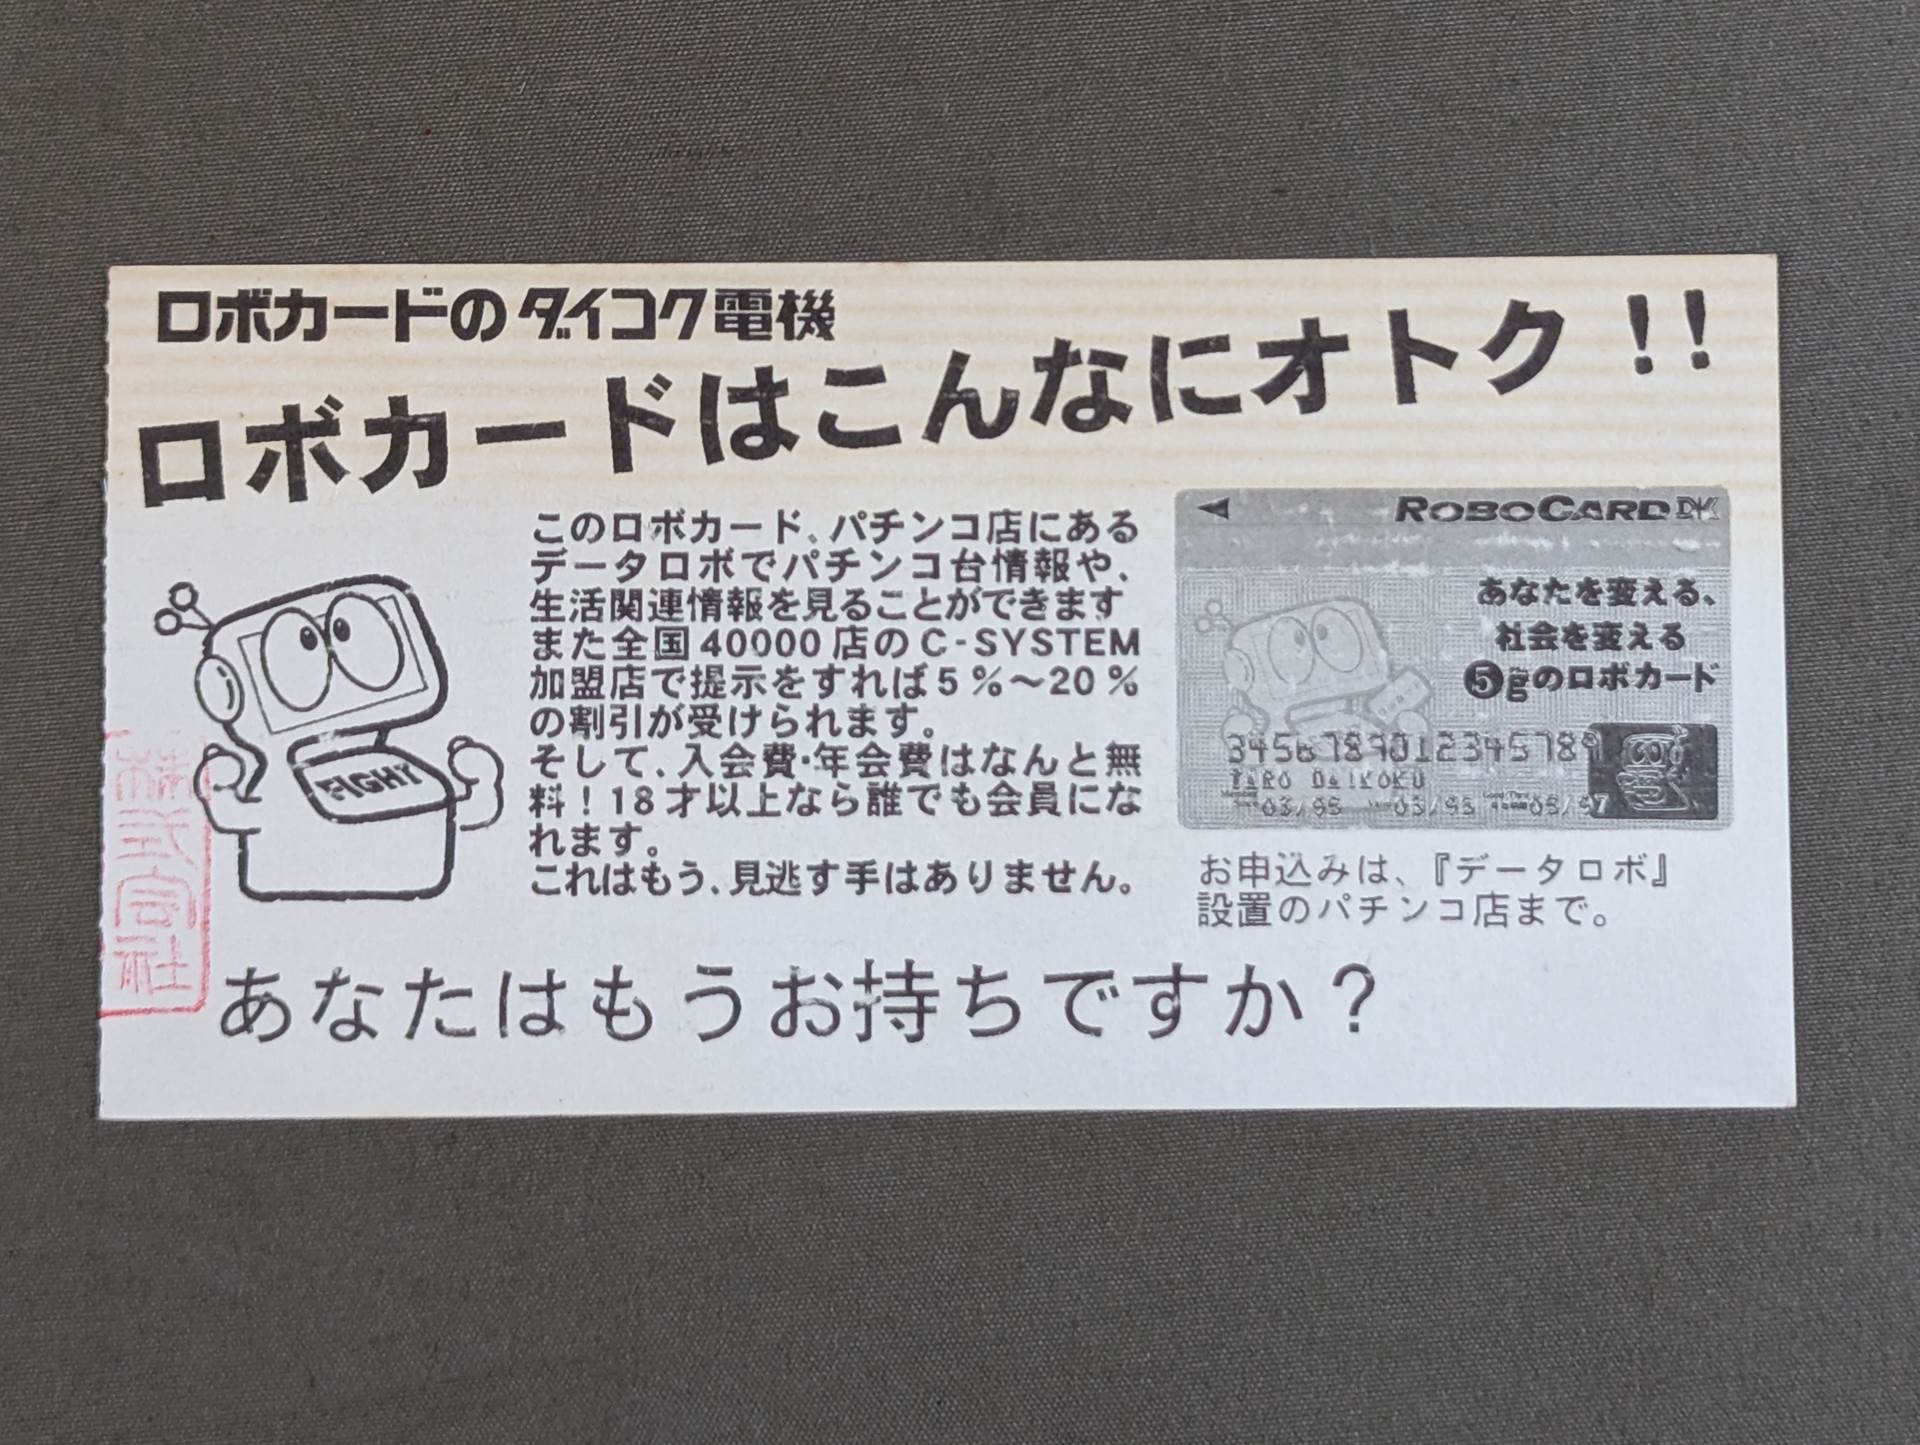 ロボカードのダイコク電機
ロボカードはこんなにオトク!!
このロボカード、パチンコ店にある
データロボでパチンコ台情報や、
生活関連情報を見ることができます
また全国40000店のC-SYSTEM
加盟店で提示をすれば5%～20%
の割引が受けられます。
そして、入会費・年会費はなんと無
料！18才以上なら誰でも会員にな
れます。
これはもう、見逃す手はありません。
FIGHT
ROBOCARD DK
あなたを変える、
社会を変える
5gのロボカード
3456789012345789
TARO DAIKOKU
03/95 03/95 03/97
お申込みは、『データロボ』
設置のパチンコ店まで。
株式会社
あなたはもうお持ちですか？